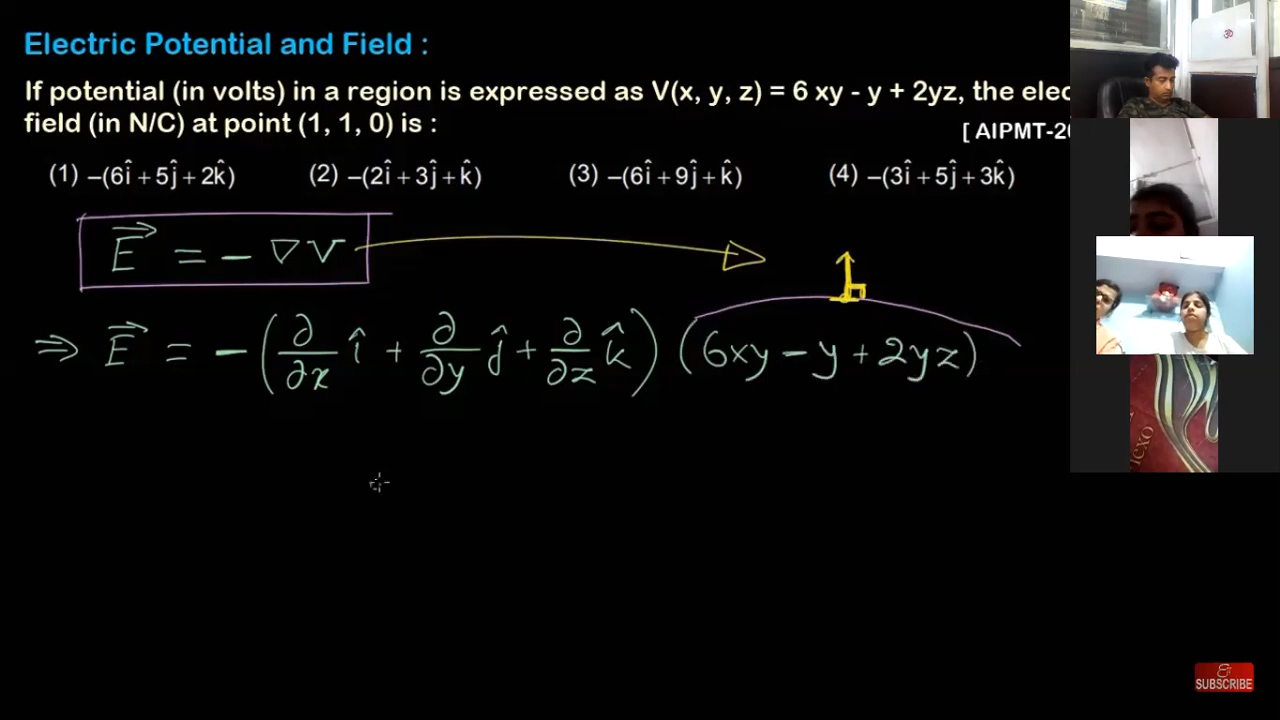 Electric Potential and Field :
If potential (in volts) in a region is expressed as V(x, y, z) = 6 xy - y + 2yz, the elec
field (in N/C) at point (1, 1, 0) is :
[ AIPMT-20
(1) –(6î + 5ĵ + 2k̂) (2) –(2î + 3ĵ + k̂) (3) –(6î + 9ĵ + k̂) (4) –(3î + 5ĵ + 3k̂)
E⃗ = − ▽V
⇒ E⃗ = − (∂/∂x î + ∂/∂y ĵ + ∂/∂z k̂) (6xy − y + 2yz)
ॐ
SUBSCRIBE